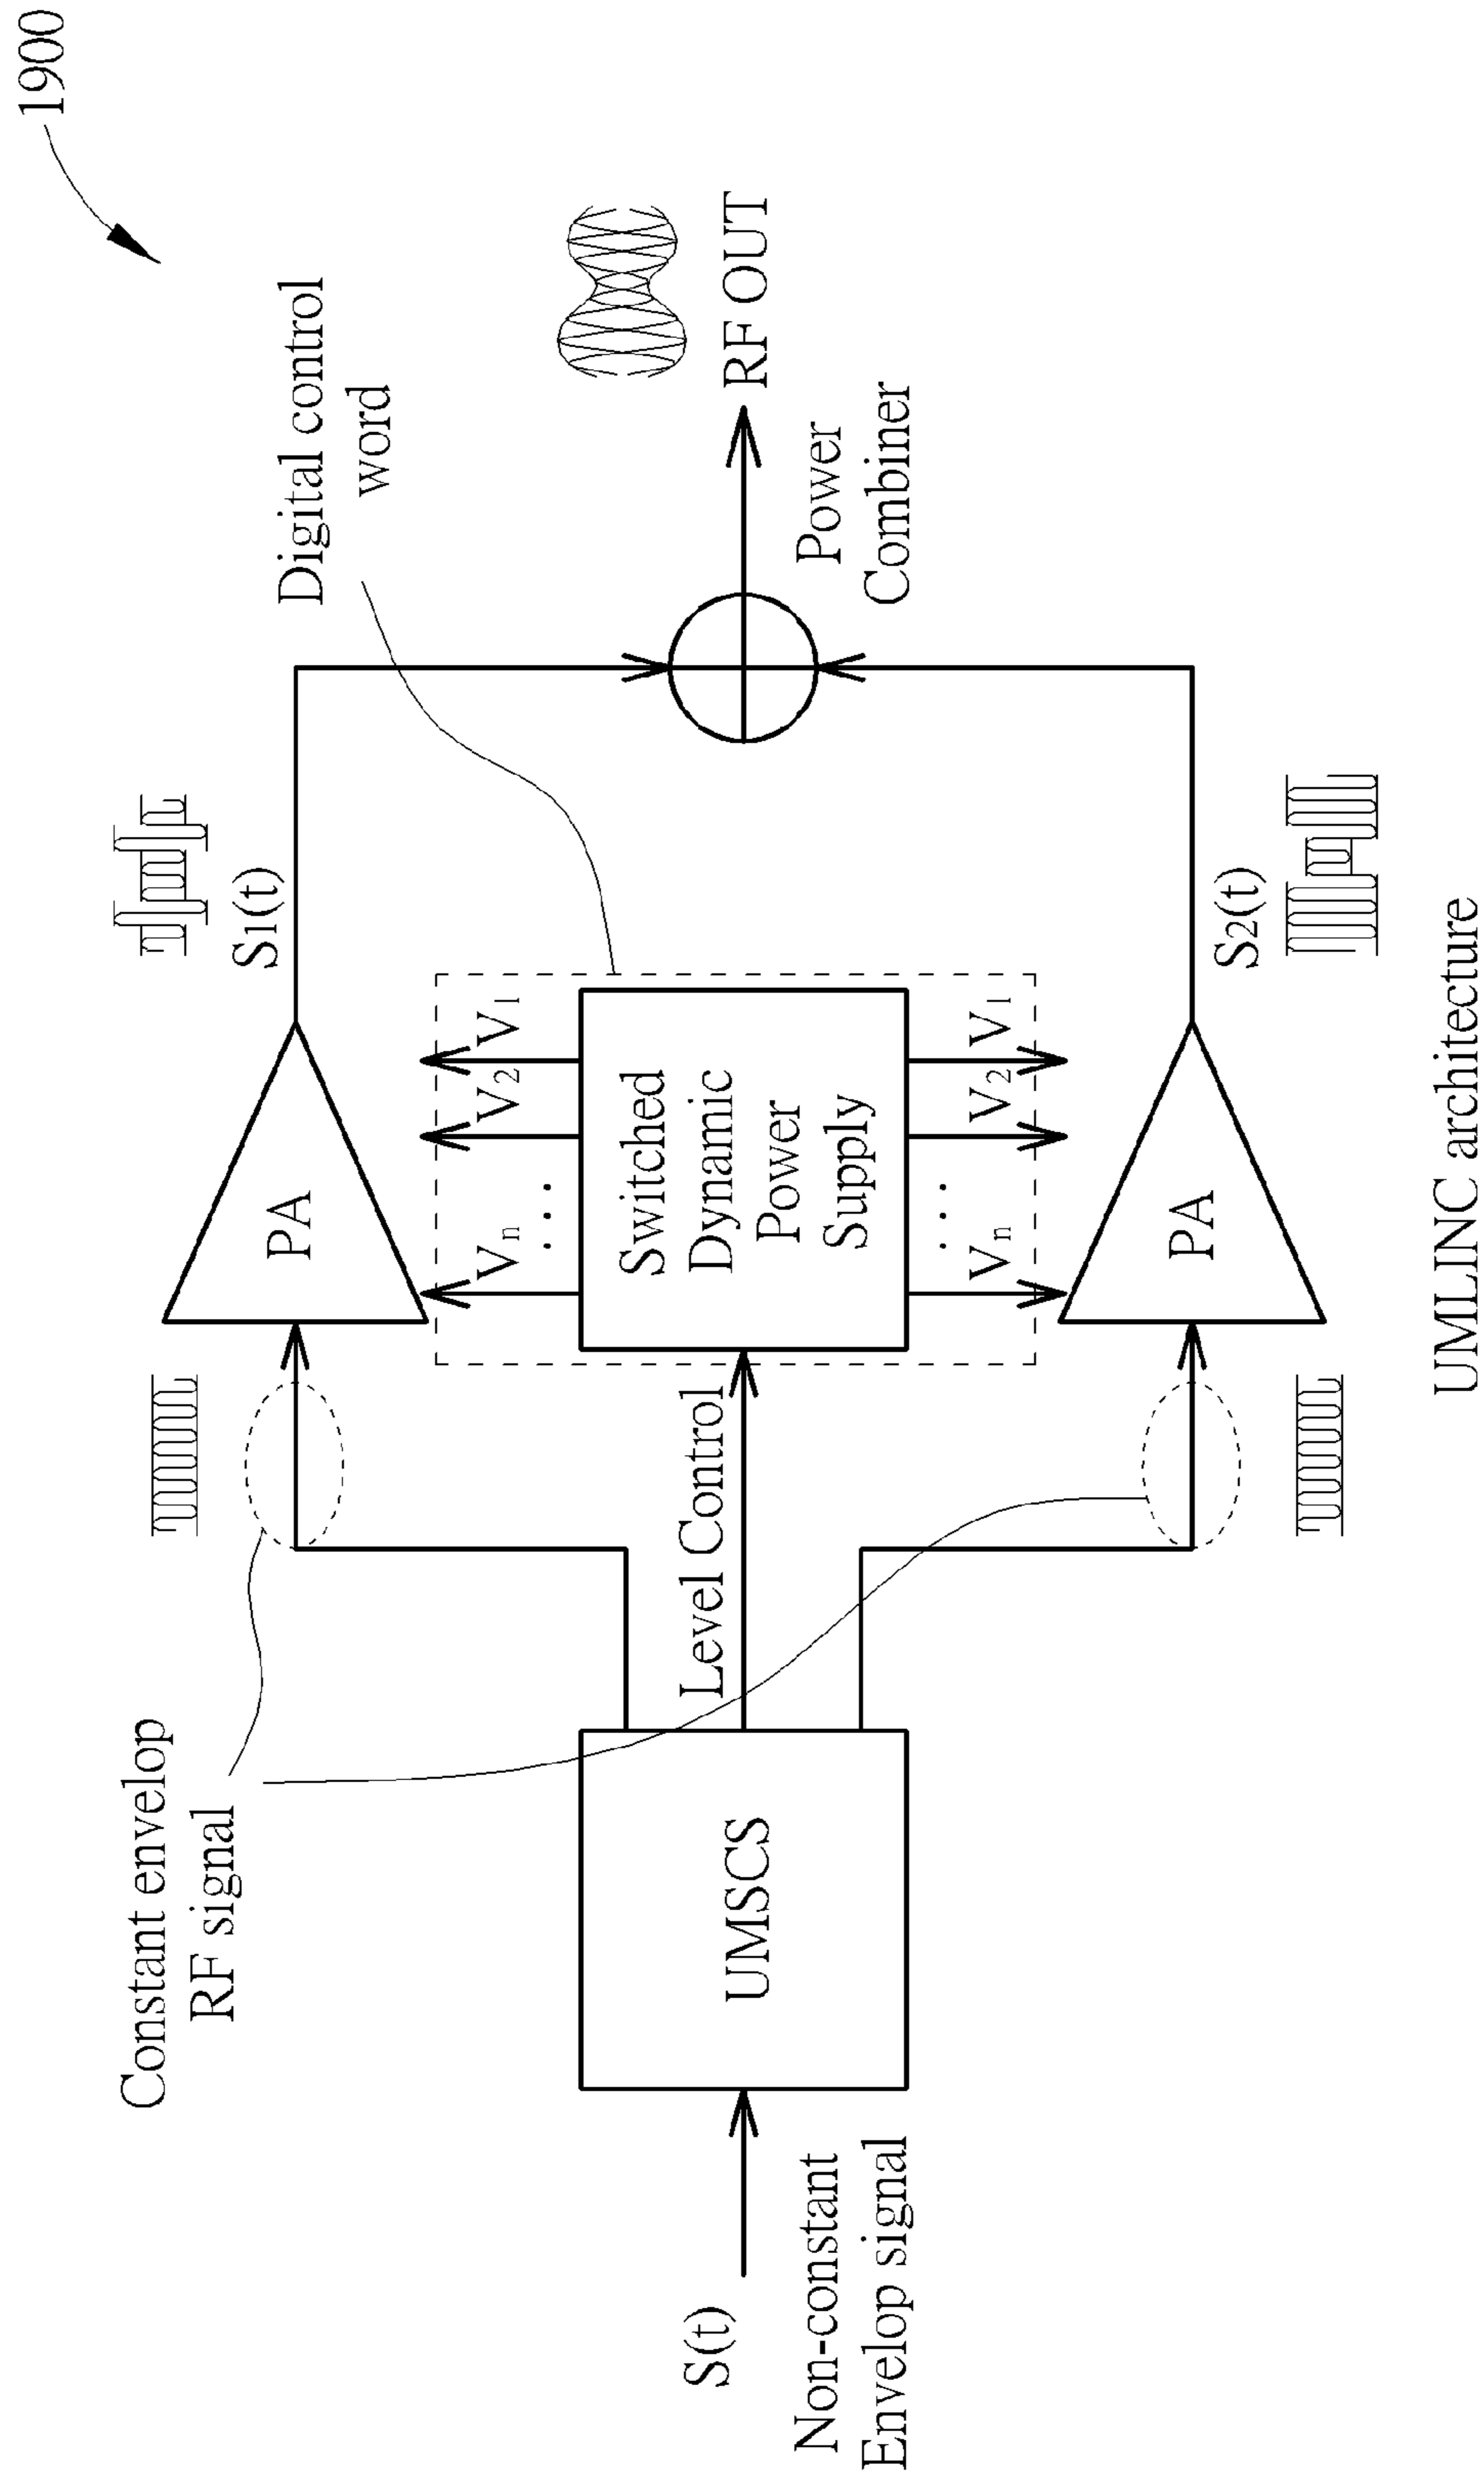 1900
Constant envelop
RF signal
Digital control
word
S1(t)
PA
Vn
...
V2
V1
S(t)
Non-constant
Envelop signal
UMSCS
Level Control
Switched
Dynamic
Power
Supply
RF OUT
Power
Combiner
Vn
...
V2
V1
PA
S2(t)
UMLINC architecture